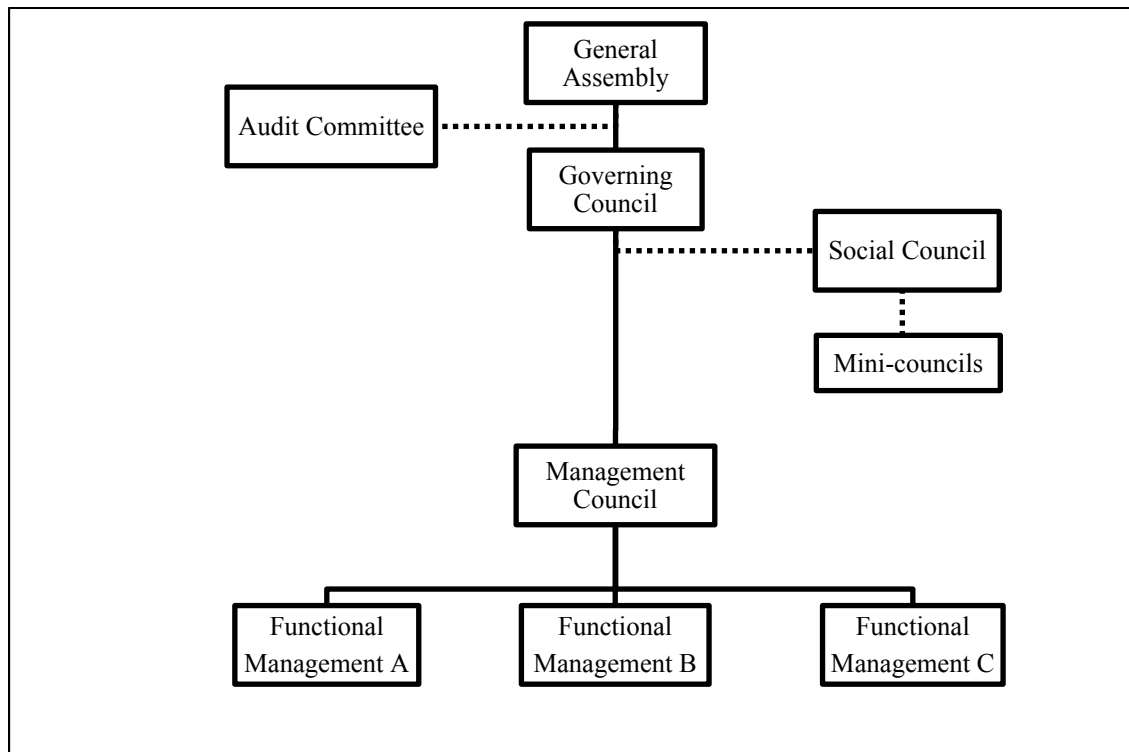 General
Assembly
Audit Committee
Governing
Council
Social Council
Mini-councils
Management
Council
Functional
Management A
Functional
Management B
Functional
Management C